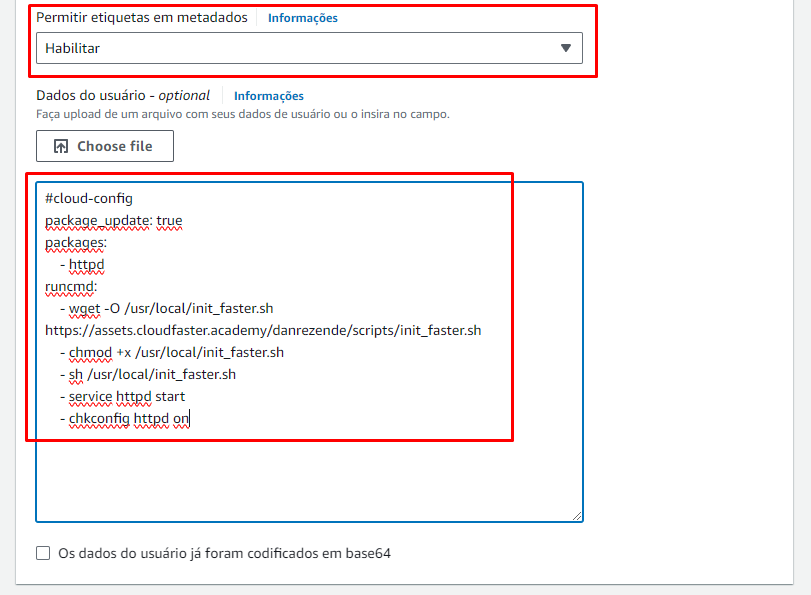 Permitir etiquetas em metadados Informações
Habilitar
Dados do usuário - optional Informações
Faça upload de um arquivo com seus dados de usuário ou o insira no campo.
Choose file
#cloud-config
package_update: true
packages:
- httpd
runcmd:
- wget -O /usr/local/init_faster.sh
https://assets.cloudfaster.academy/danrezende/scripts/init_faster.sh
- chmod +x /usr/local/init_faster.sh
- sh /usr/local/init_faster.sh
- service httpd start
- chkconfig httpd on
Os dados do usuário já foram codificados em base64